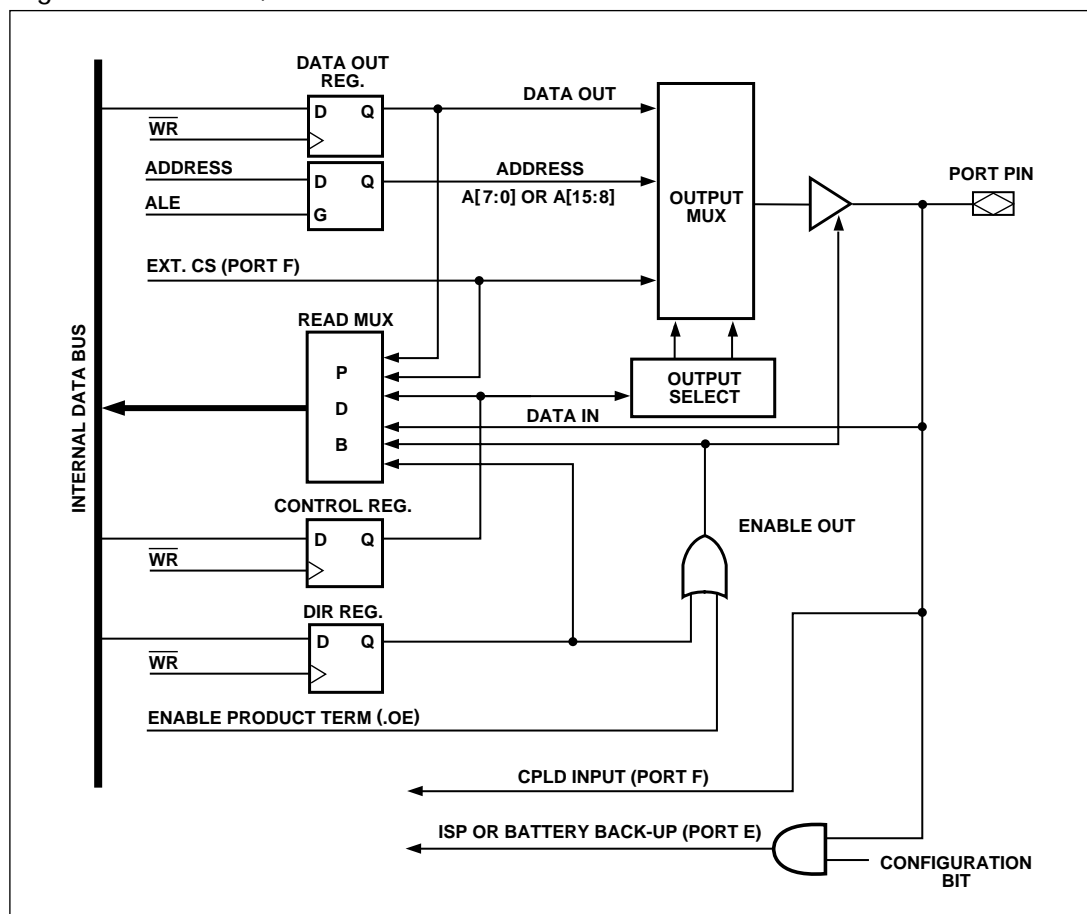 DATA OUT
REG.
D Q
WR
DATA OUT
ADDRESS
D Q
ALE
G
ADDRESS
A[7:0] OR A[15:8]
OUTPUT
MUX
PORT PIN
EXT. CS (PORT F)
READ MUX
P
D
B
OUTPUT
SELECT
DATA IN
INTERNAL DATA BUS
CONTROL REG.
D Q
WR
ENABLE OUT
DIR REG.
D Q
WR
ENABLE PRODUCT TERM (.OE)
CPLD INPUT (PORT F)
ISP OR BATTERY BACK-UP (PORT E)
CONFIGURATION
BIT